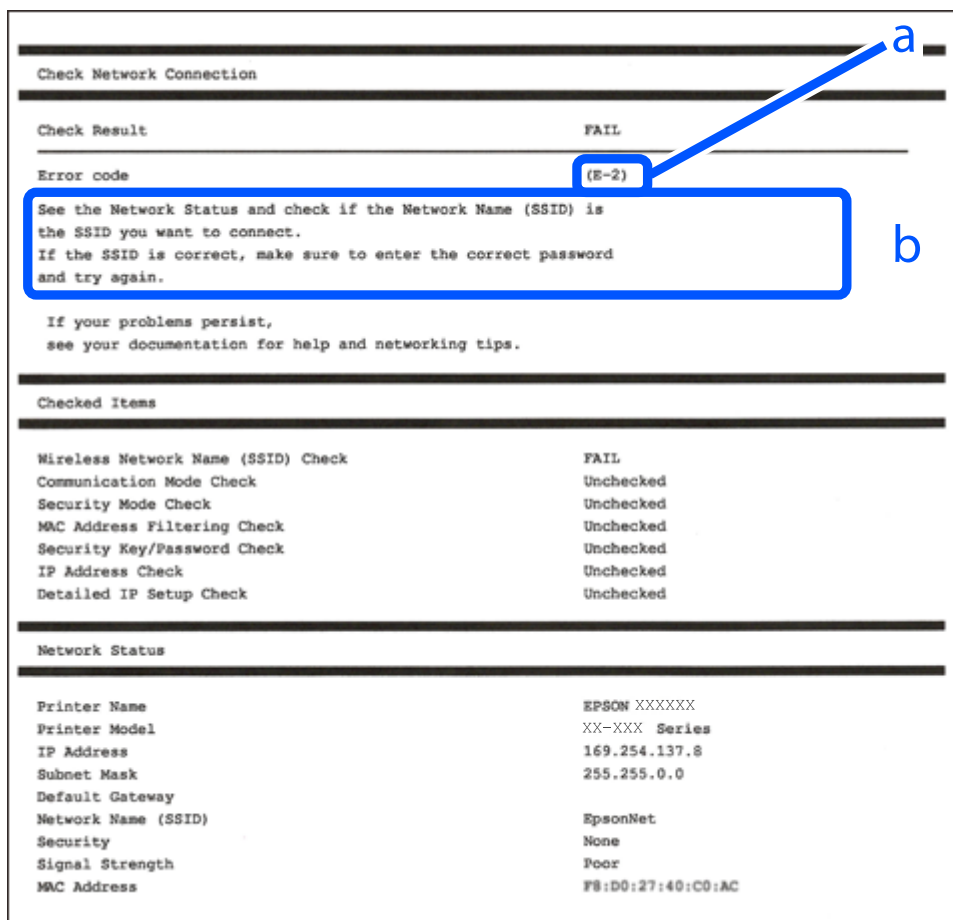 a
Check Network Connection
Check Result FAIL
Error code (E-2)
See the Network Status and check if the Network Name (SSID) is
the SSID you want to connect.
If the SSID is correct, make sure to enter the correct password
and try again.
b
If your problems persist,
see your documentation for help and networking tips.
Checked Items
Wireless Network Name (SSID) Check FAIL
Communication Mode Check Unchecked
Security Mode Check Unchecked
MAC Address Filtering Check Unchecked
Security Key/Password Check Unchecked
IP Address Check Unchecked
Detailed IP Setup Check Unchecked
Network Status
Printer Name EPSON XXXXXX
Printer Model XX-XXX Series
IP Address 169.254.137.8
Subnet Mask 255.255.0.0
Default Gateway
Network Name (SSID) EpsonNet
Security None
Signal Strength Poor
MAC Address F8:D0:27:40:C0:AC